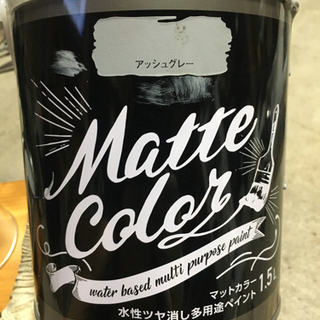 アッシュグレー
Matte
Color
water based multi purpose paint
マットカラー 1.5L
水性ツヤ消し多用途ペイント